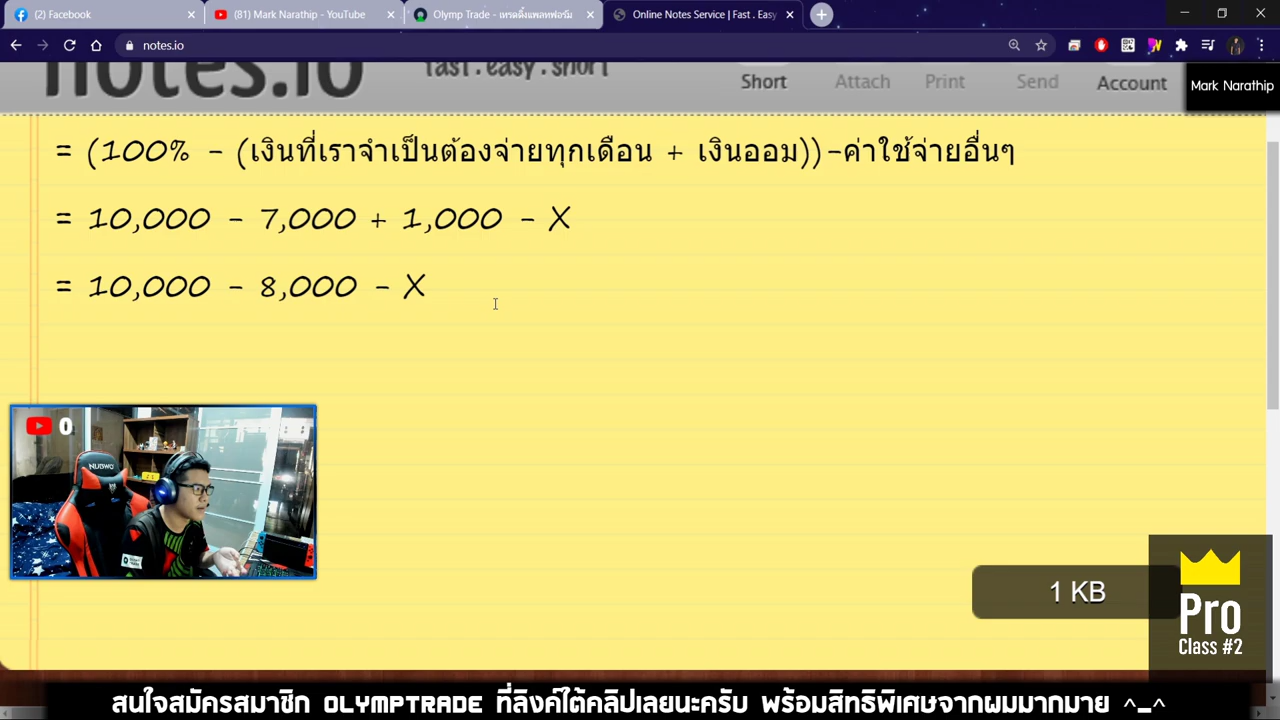 (2) Facebook
(81) Mark Narathip - YouTube
Olymp Trade - เทรดดิ้งแพลทฟอร์ม
Online Notes Service | Fast . Easy
notes.io
notes.io
fast.easy.short
Short
Attach
Print
Send
Account
Mark Narathip
= (100% - (เงินที่เราจำเป็นต้องจ่ายทุกเดือน + เงินออม))-ค่าใช้จ่ายอื่นๆ
= 10,000 - 7,000 + 1,000 - X
= 10,000 - 8,000 - X
0
NUBWO
1 KB
Pro
Class #2
สนใจสมัครสมาชิก OLYMPTRADE ที่ลิงค์ใต้คลิปเลยนะครับ พร้อมสิทธิพิเศษจากผมมากมาย ^_^